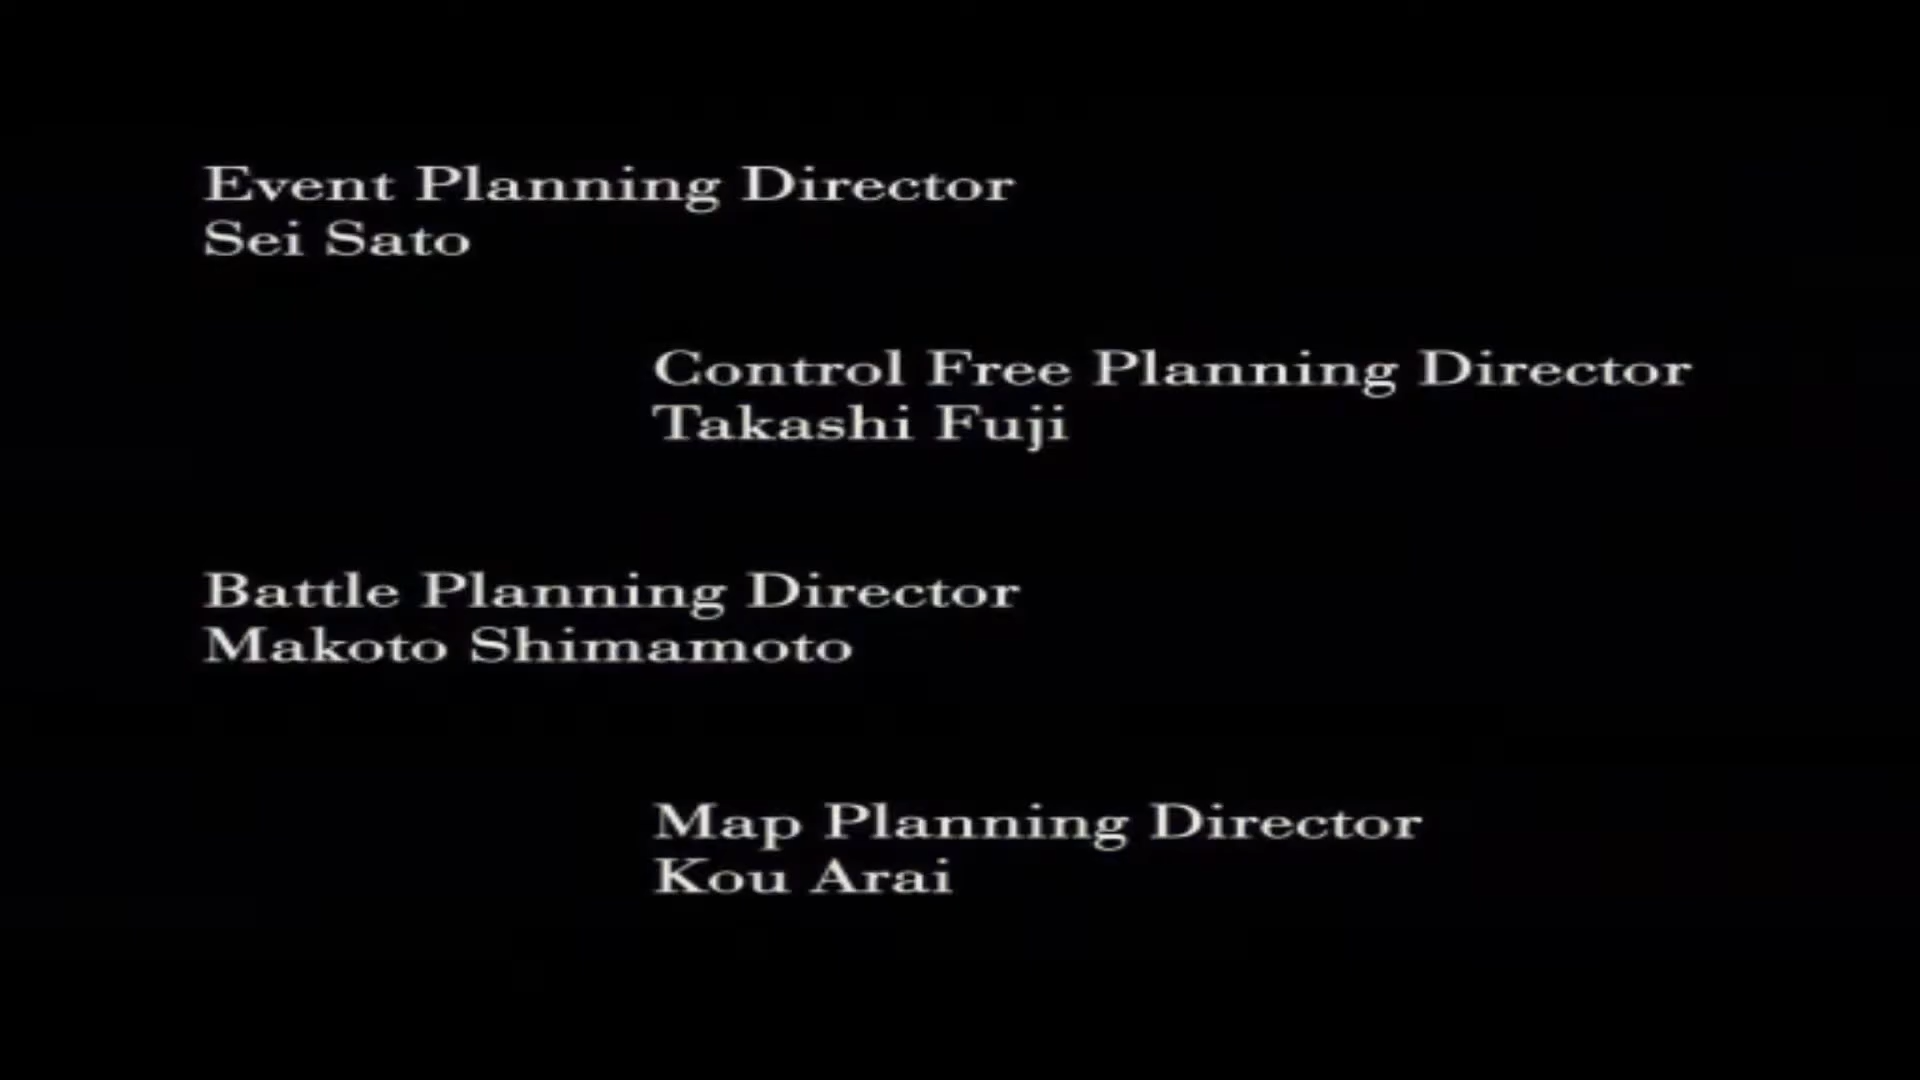 Event Planning Director
Sei Sato
Control Free Planning Director
Takashi Fuji
Battle Planning Director
Makoto Shimamoto
Map Planning Director
Kou Arai